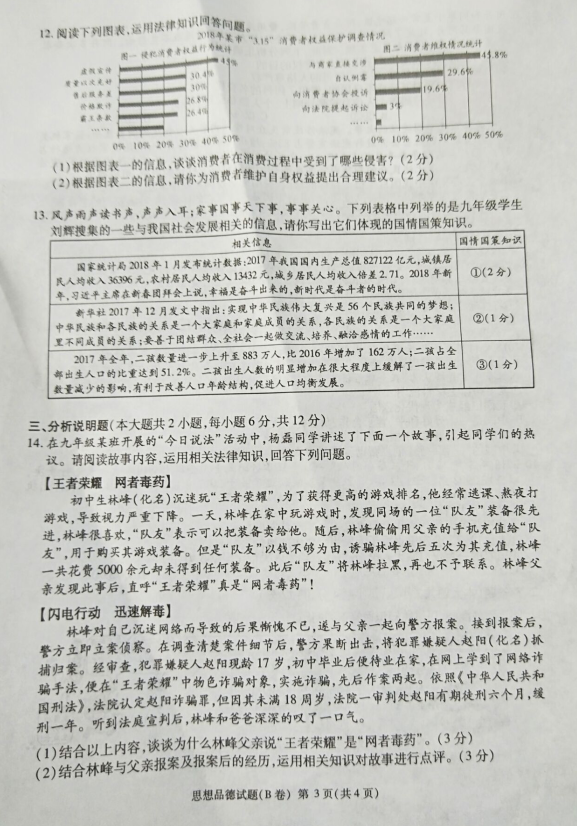 12. 阅读下列图表,运用法律知识回答问题。
2018年某市“3.15”消费者权益保护调查情况
图一 侵犯消费者权益行为统计
图二 消费者维权情况统计
虚假宣传
45%
质量以次充好
30.4%
售后服务差
30%
价格欺诈
26.8%
霸王条款
26.4%
……
0% 10% 20% 30% 40% 50%
与商家直接交涉
41.8%
自认倒霉
29.6%
向消费者协会投诉
19.6%
向法院提起诉讼
3%
……
0% 10% 20% 30% 40% 50%
(1)根据图表一的信息,谈谈消费者在消费过程中受到了哪些侵害?(2分)
(2)根据图表二的信息,请你为消费者维护自身权益提出合理建议。(2分)
13. 风声雨声读书声,声声入耳;家事国事天下事,事事关心。下列表格中列举的是九年级学生
刘辉搜集的一些与我国社会发展相关的信息,请你写出它们体现的国情国策知识。
相关信息
国情国策知识
国家统计局2018年1月发布统计数据:2017年我国国内生产总值827122亿元,城镇居
民人均收入36396元,农村居民人均收入13432元,城乡居民人均收入倍差2.71。2018年新
年,习近平主席在新春团拜会上说,幸福是奋斗出来的,新时代是奋斗者的时代。
①(2分)
新华社2017年12月发文中指出:实现中华民族伟大复兴是56个民族共同的梦想;
中华民族和各民族的关系是一个大家庭和家庭成员的关系,各民族的关系是一个大家庭
里不同成员的关系;要善于团结群众、全社会一起做交流、培养、融洽感情的工作……
②(1分)
2017年全年,二孩数量进一步上升至883万人,比2016年增加了162万人;二孩占全
部出生人口的比重达到51.2%。二孩出生人数的明显增加在很大程度上缓解了一孩出生
数量减少的影响,有利于改善人口年龄结构,促进人口均衡发展。
③(1分)
三、分析说明题(本大题共2小题,每小题6分,共12分)
14. 在九年级某班开展的“今日说法”活动中,杨磊同学讲述了下面一个故事,引起同学们的热
议。请阅读故事内容,运用相关法律知识,回答下列问题。
【王者荣耀 网者毒药】
初中生林峰(化名)沉迷玩“王者荣耀”,为了获得更高的游戏排名,他经常逃课、熬夜打
游戏,导致视力严重下降。一天,林峰在家中玩游戏时,发现同场的一位“队友”装备很先
进,林峰很喜欢,“队友”表示可以把装备卖给他。随后,林峰偷偷用父亲的手机充值给“队
友”,用于购买其游戏装备。但是“队友”以钱不够为由,诱骗林峰先后五次为其充值,林峰
一共花费5000余元却未得到任何装备。此后“队友”将林峰拉黑,再也不予联系。林峰父
亲发现此事后,直呼“王者荣耀”真是“网者毒药”!
【闪电行动 迅速解毒】
林峰对自己沉迷网络而导致的后果惭愧不已,遂与父亲一起向警方报案。接到报案后,
警方立即立案侦察。在调查清楚案件细节后,警方果断出击,将犯罪嫌疑人赵阳(化名)抓
捕归案。经审查,犯罪嫌疑人赵阳现龄17岁,初中毕业后便待业在家,在网上学到了网络诈
骗手法,便在“王者荣耀”中物色诈骗对象,实施诈骗,先后作案两起。依照《中华人民共和
国刑法》,法院认定赵阳诈骗罪,但因其未满18周岁,法院一审判处赵阳有期徒刑六个月,缓
刑一年。听到法庭宣判后,林峰和爸爸深深的叹了一口气。
(1)结合以上内容,谈谈为什么林峰父亲说“王者荣耀”是“网者毒药”。(3分)
(2)结合林峰与父亲报案及报案后的经历,运用相关知识对故事进行点评。(3分)
思想品德试题(B卷) 第3页(共4页)